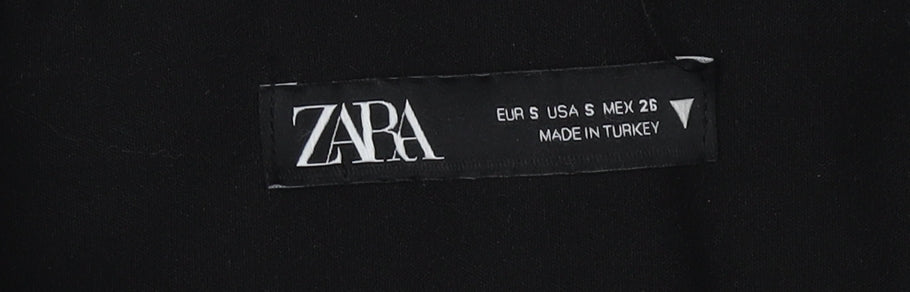 ZARA
EUR S USA S MEX 26
MADE IN TURKEY